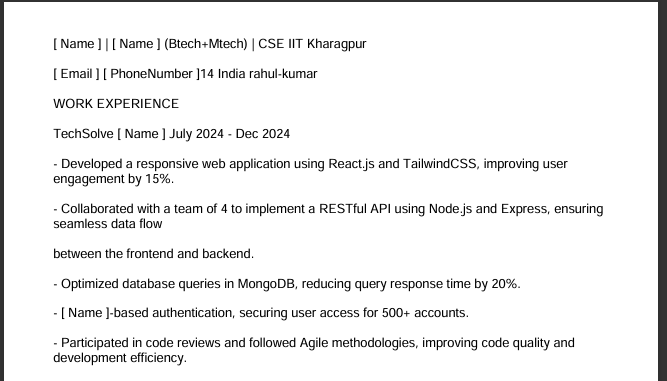 [ Name ] | [ Name ] (Btech+Mtech) | CSE IIT Kharagpur
[ Email ] [ PhoneNumber ]14 India rahul-kumar
WORK EXPERIENCE
TechSolve [ Name ] July 2024 - Dec 2024
- Developed a responsive web application using React.js and TailwindCSS, improving user
engagement by 15%.
- Collaborated with a team of 4 to implement a RESTful API using Node.js and Express, ensuring
seamless data flow
between the frontend and backend.
- Optimized database queries in MongoDB, reducing query response time by 20%.
- [ Name ]-based authentication, securing user access for 500+ accounts.
- Participated in code reviews and followed Agile methodologies, improving code quality and
development efficiency.